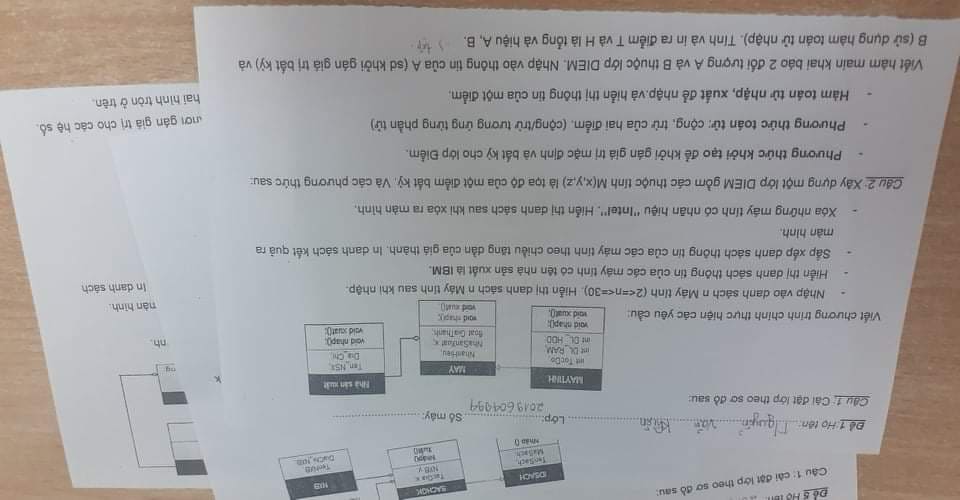 Đề 5 Họ tên:
Câu 1: cài đặt lớp theo sơ đồ sau:
DSACH
TenSach,
MaSach,
Nhập ()
SACHGK
TacGia x
NXB y
Nhập()
Xuất()
NXB
TenNXB
DiaChi_NXB
Đề 1 Họ tên: Nguyễn Văn Lớp: 2019604994 Số máy:
Câu 1: Cài đặt lớp theo sơ đồ sau:
MAYTINH
int TocDo,
int DL_RAM,
int DL_HDD;
void nhap();
void xuat();
MAY
NhanHieu,
NhaSanXuat x;
float GiaThanh;
void nhap();
void xuat();
Nhà sản xuất
Ten_NSX,
Dia_Chi;
void nhap();
void xuat();
Viết chương trình chính thực hiện các yêu cầu:
- Nhập vào danh sách n Máy tính (2<=n<=30). Hiển thị danh sách n Máy tính sau khi nhập.
- Hiển thị danh sách thông tin của các máy tính có tên nhà sản xuất là IBM.
- Sắp xếp danh sách thông tin của các máy tính theo chiều tăng dần của giá thành. In danh sách kết quả ra
màn hình.
- Xóa những máy tính có nhãn hiệu "Intel". Hiển thị danh sách sau khi xóa ra màn hình.
Câu 2: Xây dựng một lớp DIEM gồm các thuộc tính M(x,y,z) là tọa độ của một điểm bất kỳ. Và các phương thức sau:
- Phương thức khởi tạo để khởi gán giá trị mặc định và bất kỳ cho lớp Điểm.
- Phương thức toán tử: cộng, trừ của hai điểm. (cộng/trừ tương ứng từng phần tử)
- Hàm toán tử nhập, xuất để nhập.và hiển thị thông tin của một điểm.
Viết hàm main khai báo 2 đối tượng A và B thuộc lớp DIEM. Nhập vào thông tin của A (sd khởi gán giá trị bất kỳ) và
B (sử dụng hàm toán tử nhập). Tính và in ra điểm T và H là tổng và hiệu A, B.
màn hình.
In danh sách
gán giá trị cho các hệ số.
hai hình tròn ở trên.